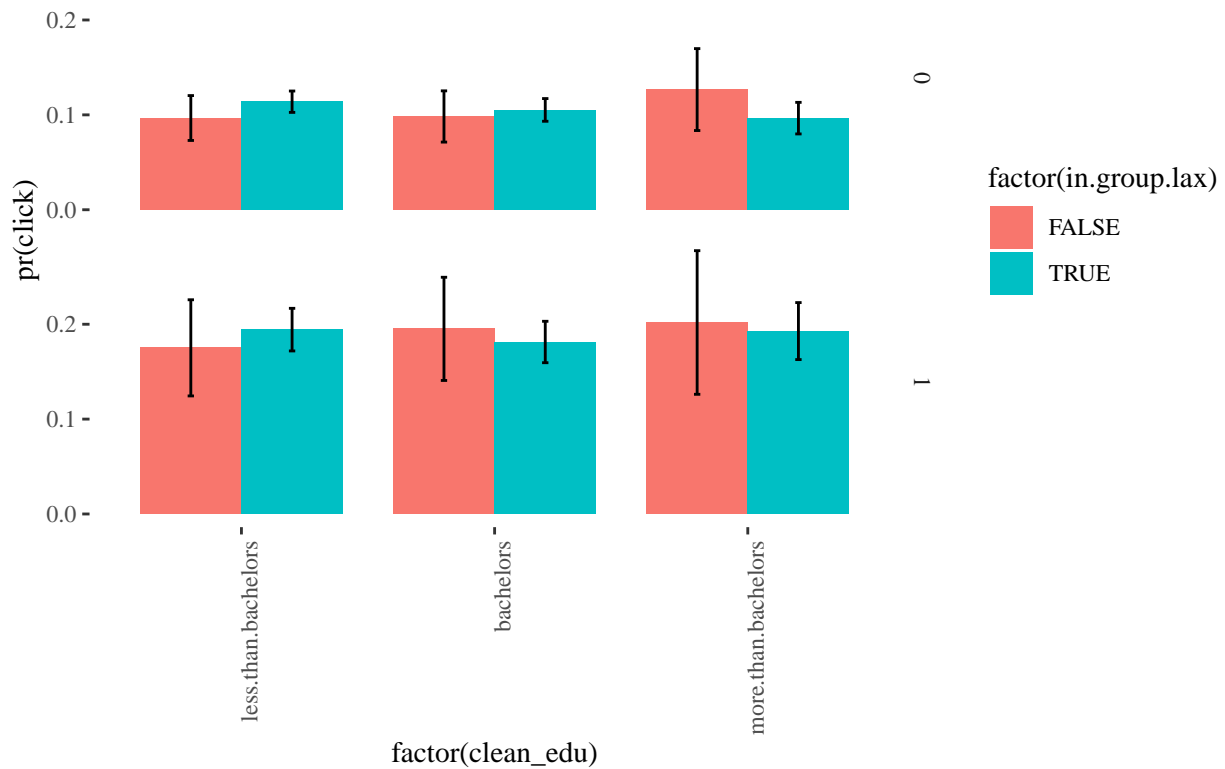 pr(click)
0.2
0.1
0.0
0
0.2
0.1
0.0
1
less.than.bachelors
bachelors
more.than.bachelors
factor(clean_edu)
factor(in.group.lax)
FALSE
TRUE